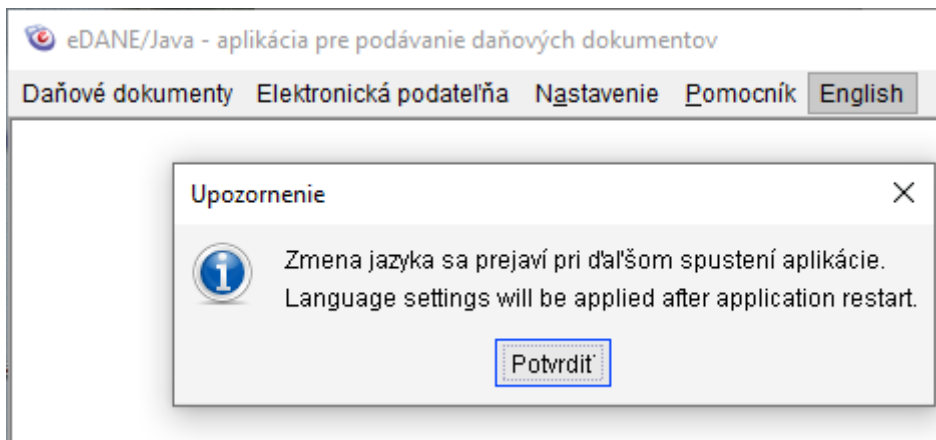 eDANE/Java - aplikácia pre podávanie daňových dokumentov
Daňové dokumenty Elektronická podateľňa Nastavenie Pomocník English
Upozornenie
Zmena jazyka sa prejaví pri ďaľšom spustení aplikácie.
Language settings will be applied after application restart.
Potvrdiť